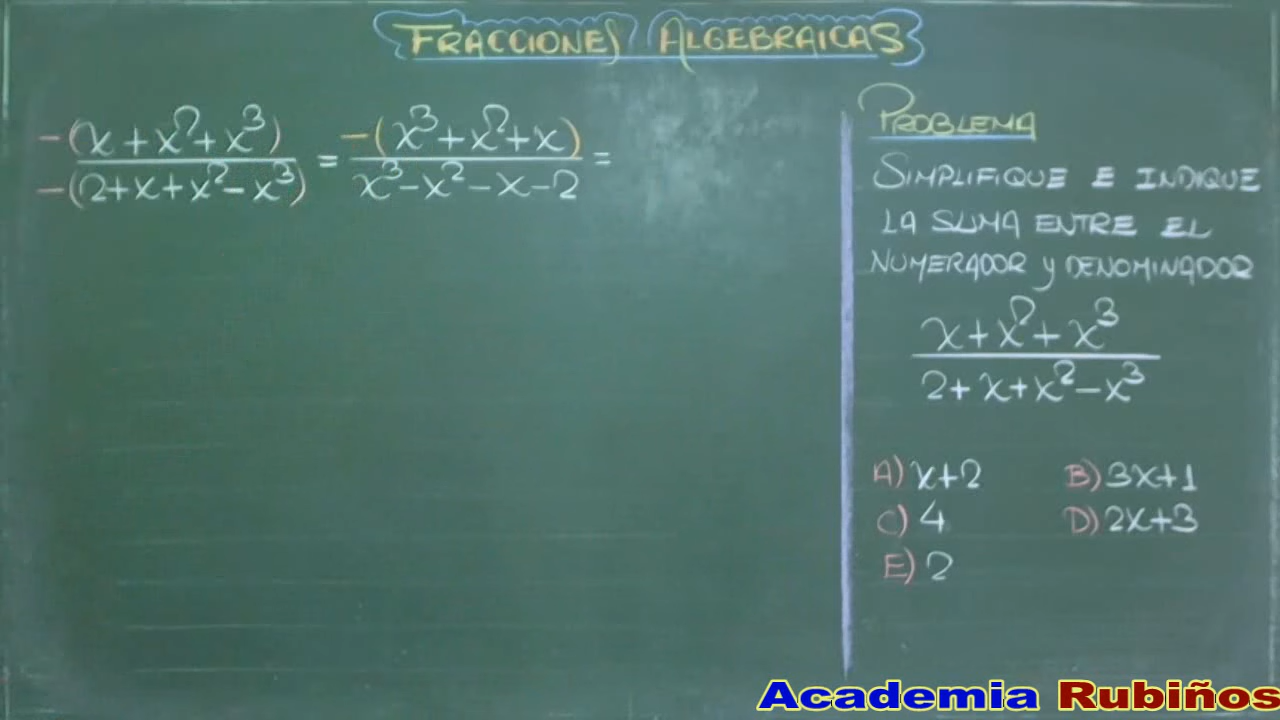 FRACCIONES ALGEBRAICAS
-(x + x² + x³) / -(2 + x + x² - x³) = -(x³ + x² + x) / x³ - x² - x - 2 =
PROBLEMA
SIMPLIFIQUE E INDIQUE
LA SUMA ENTRE EL
NUMERADOR Y DENOMINADOR
x + x² + x³
2 + x + x² - x³
A) x+2 B) 3x+1
C) 4 D) 2x+3
E) 2
Academia Rubiños